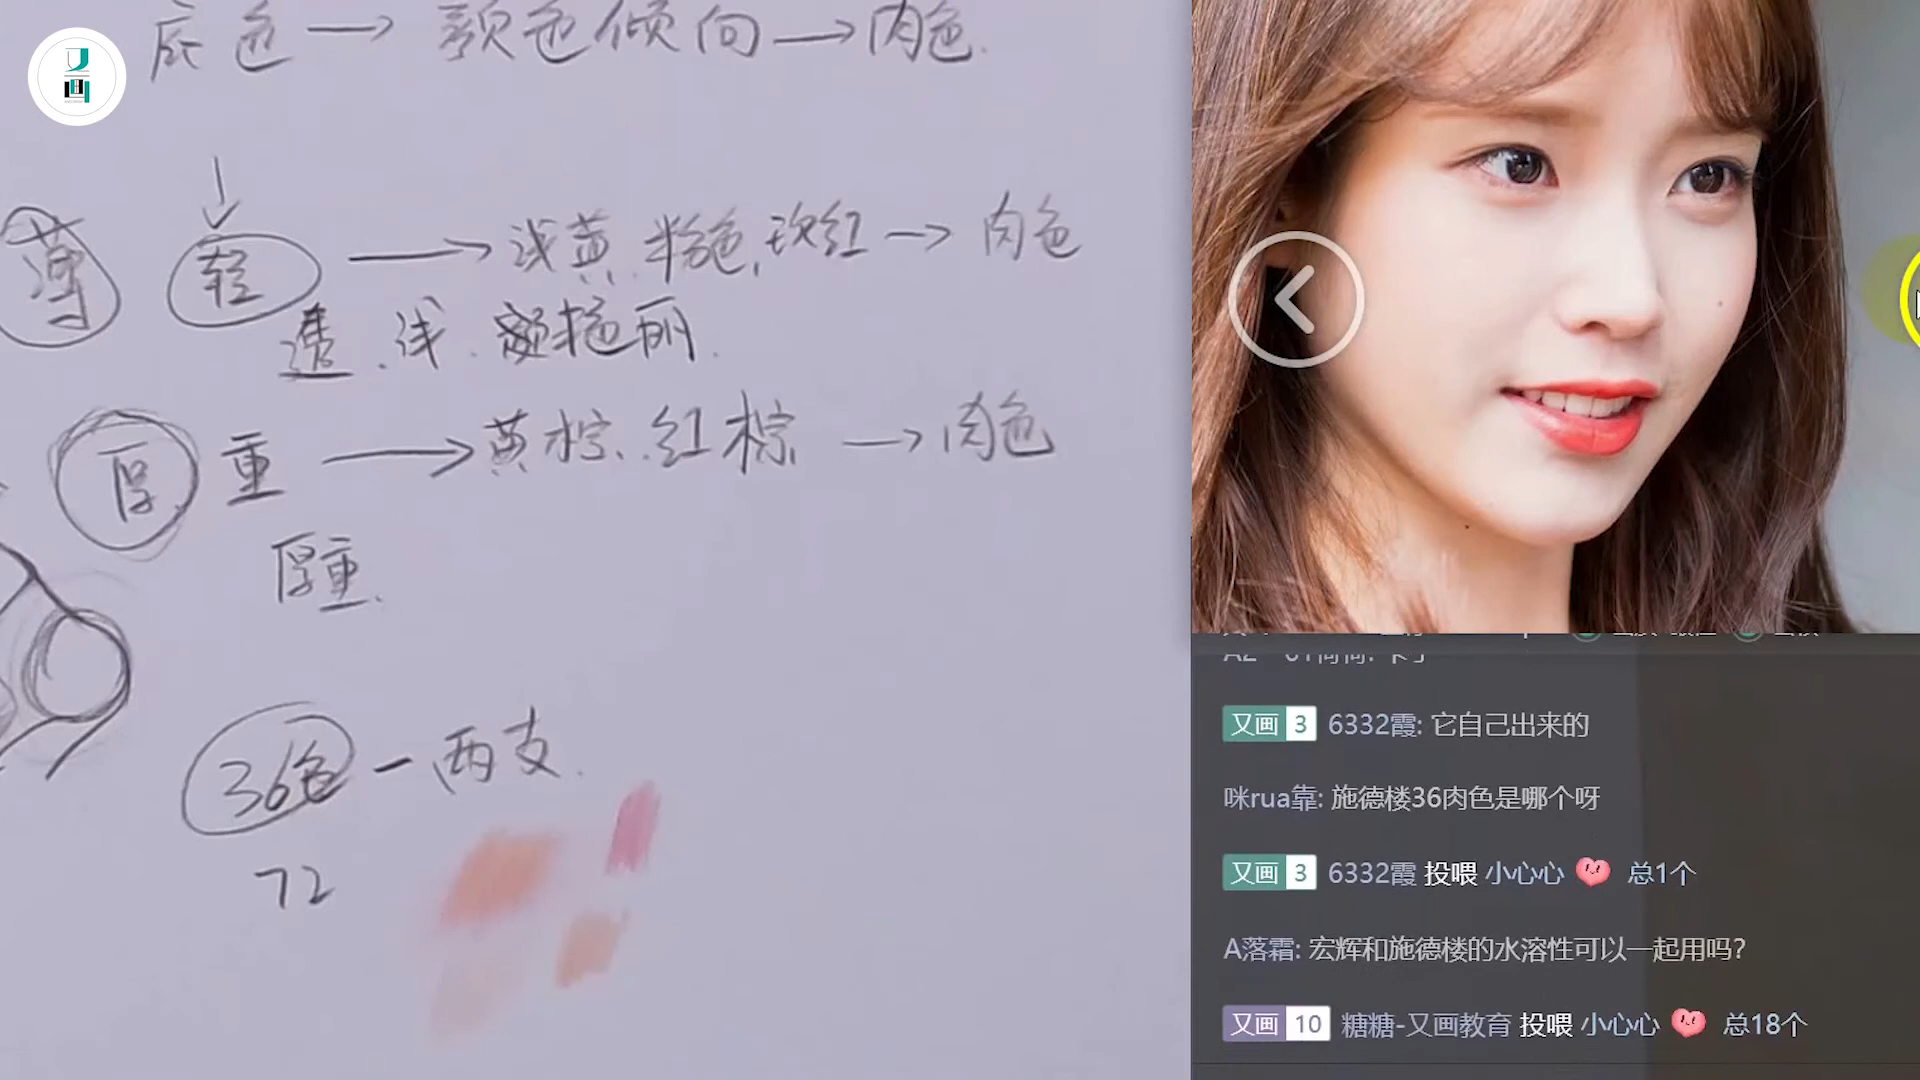 又画
底色→颜色倾向→肉色.
薄 轻→浅黄.粉色,玫红→肉色
透.浅.颜艳丽.
厚重→黄棕.红棕→肉色
厚重.
36色-两支.
72
又画 3 6332霞: 它自己出来的
咪rua靠: 施德楼36肉色是哪个呀
又画 3 6332霞 投喂 小心心 总1个
A落霜: 宏辉和施德楼的水溶性可以一起用吗?
又画 10 糖糖-又画教育 投喂 小心心 总18个